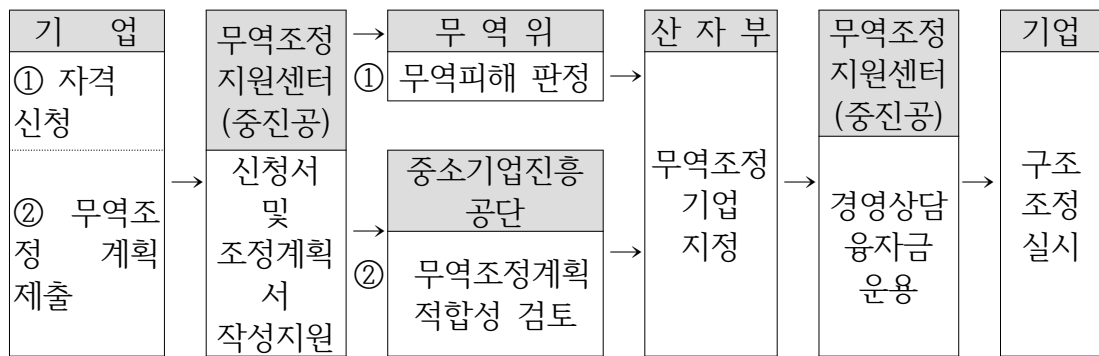 기 업
① 자격
신청
② 무역조
정 계획
제출
→
무역조정
지원센터
(중진공)
신청서
및
조정계획
서
작성지원
→
①
무 역 위
무역피해 판정
→
→
②
중소기업진흥
공단
무역조정계획
적합성 검토
→
산 자 부
무역조정
기업
지정
→
무역조정
지원센터
(중진공)
경영상담
융자금
운용
→
기업
구조
조정
실시